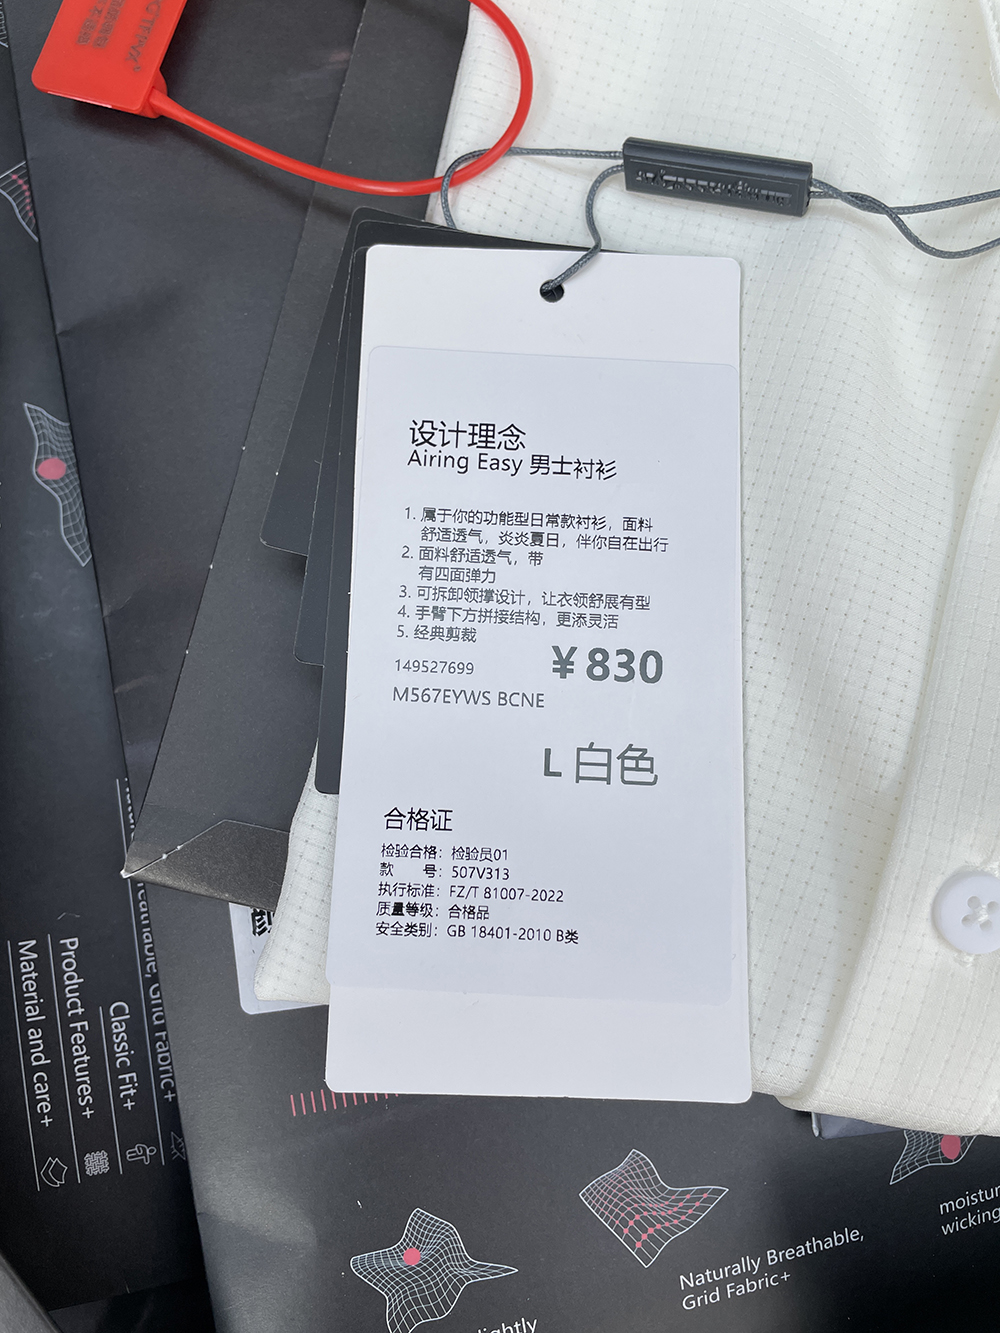 设计理念
Airing Easy 男士衬衫
1. 属于你的功能型日常款衬衫，面料
舒适透气，炎炎夏日，伴你自在出行
2. 面料舒适透气，带
有四面弹力
3. 可拆卸领撑设计，让衣领舒展有型
4. 手臂下方拼接结构，更添灵活
5. 经典剪裁
149527699
¥830
M567EYWS BCNE
L 白色
合格证
检验合格：检验员01
款 号：507V313
执行标准：FZ/T 81007-2022
质量等级：合格品
安全类别：GB 18401-2010 B类
Grid Fabric+
Classic Fit+
Product Features+
Material and care+
Naturally Breathable,
Grid Fabric+
wicking